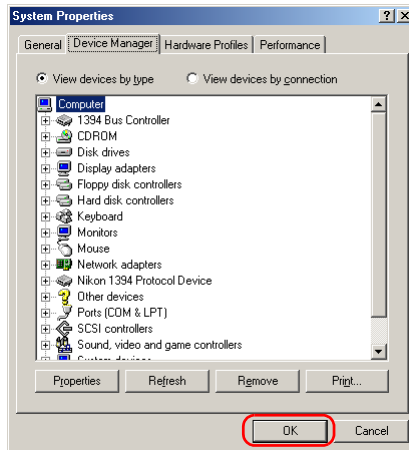 System Properties
General Device Manager Hardware Profiles Performance
View devices by type View devices by connection
Computer
1394 Bus Controller
CDROM
Disk drives
Display adapters
Floppy disk controllers
Hard disk controllers
Keyboard
Monitors
Mouse
Network adapters
Nikon 1394 Protocol Device
Other devices
Ports (COM & LPT)
SCSI controllers
Sound, video and game controllers
Properties Refresh Remove Print...
OK Cancel